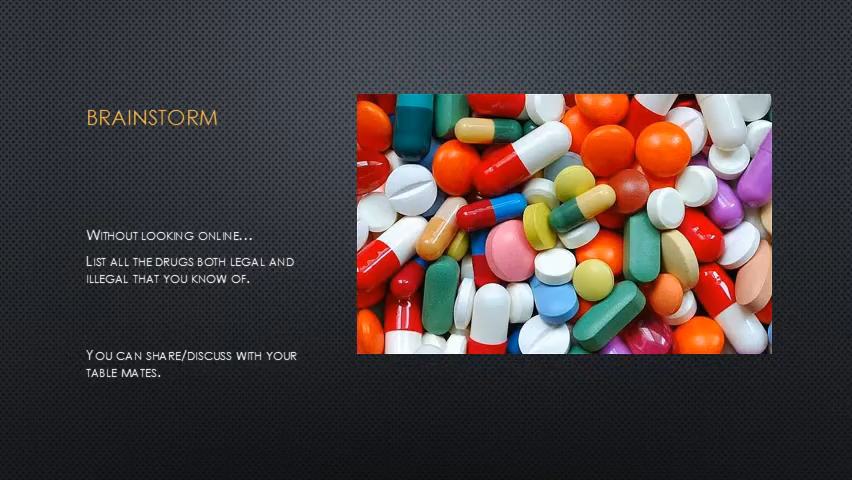 BRAINSTORM
WITHOUT LOOKING ONLINE...
LIST ALL THE DRUGS BOTH LEGAL AND
ILLEGAL THAT YOU KNOW OF.
YOU CAN SHARE/DISCUSS WITH YOUR
TABLE MATES.